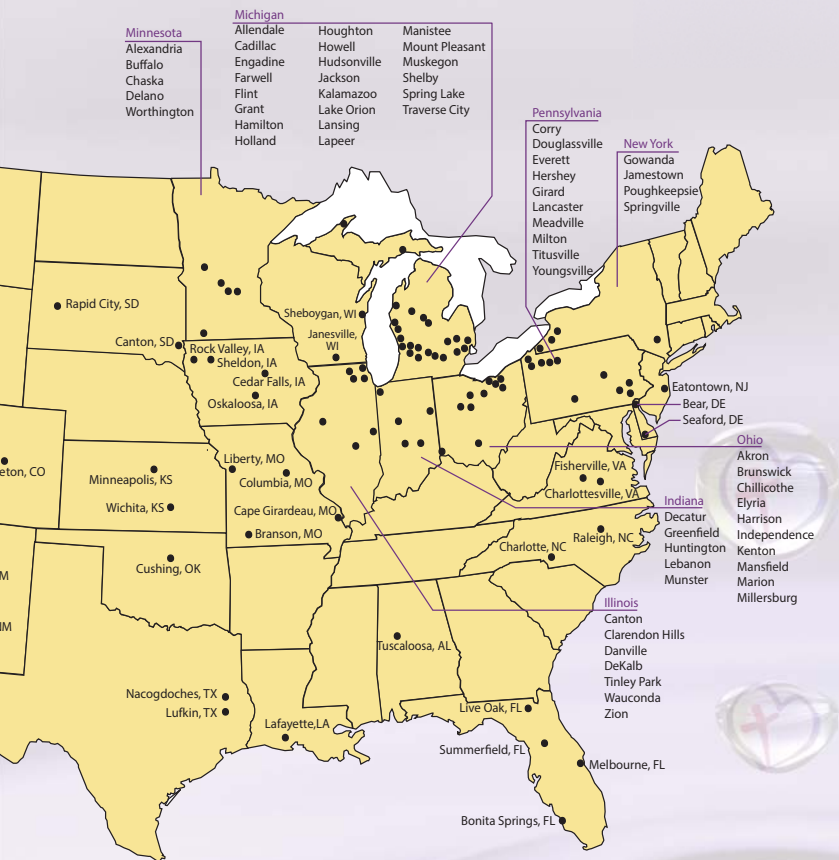 Michigan
Allendale
Cadillac
Engadine
Farwell
Flint
Grant
Hamilton
Holland
Houghton
Howell
Hudsonville
Jackson
Kalamazoo
Lake Orion
Lansing
Lapeer
Manistee
Mount Pleasant
Muskegon
Shelby
Spring Lake
Traverse City
Minnesota
Alexandria
Buffalo
Chaska
Delano
Worthington
Pennsylvania
Corry
Douglassville
Everett
Hershey
Girard
Lancaster
Meadville
Milton
Titusville
Youngsville
New York
Gowanda
Jamestown
Poughkeepsie
Springville
Rapid City, SD
Canton, SD
Sheboygan, WI
Janesville,
WI
Rock Valley, IA
Sheldon, IA
Cedar Falls, IA
Oskaloosa, IA
Eatontown, NJ
Bear, DE
Seaford, DE
Ohio
Akron
Brunswick
Chillicothe
Elyria
Harrison
Independence
Kenton
Mansfield
Marion
Millersburg
eton, CO
Minneapolis, KS
Wichita, KS
Liberty, MO
Columbia, MO
Cape Girardeau, MO
Branson, MO
Fisherville, VA
Charlottesville, VA
Indiana
Decatur
Greenfield
Huntington
Lebanon
Munster
Raleigh, NC
Charlotte, NC
Cushing, OK
M
NM
Illinois
Canton
Clarendon Hills
Danville
DeKalb
Tinley Park
Wauconda
Zion
Tuscaloosa, AL
Nacogdoches, TX
Lufkin, TX
Lafayette,LA
Live Oak, FL
Summerfield, FL
Melbourne, FL
Bonita Springs, FL